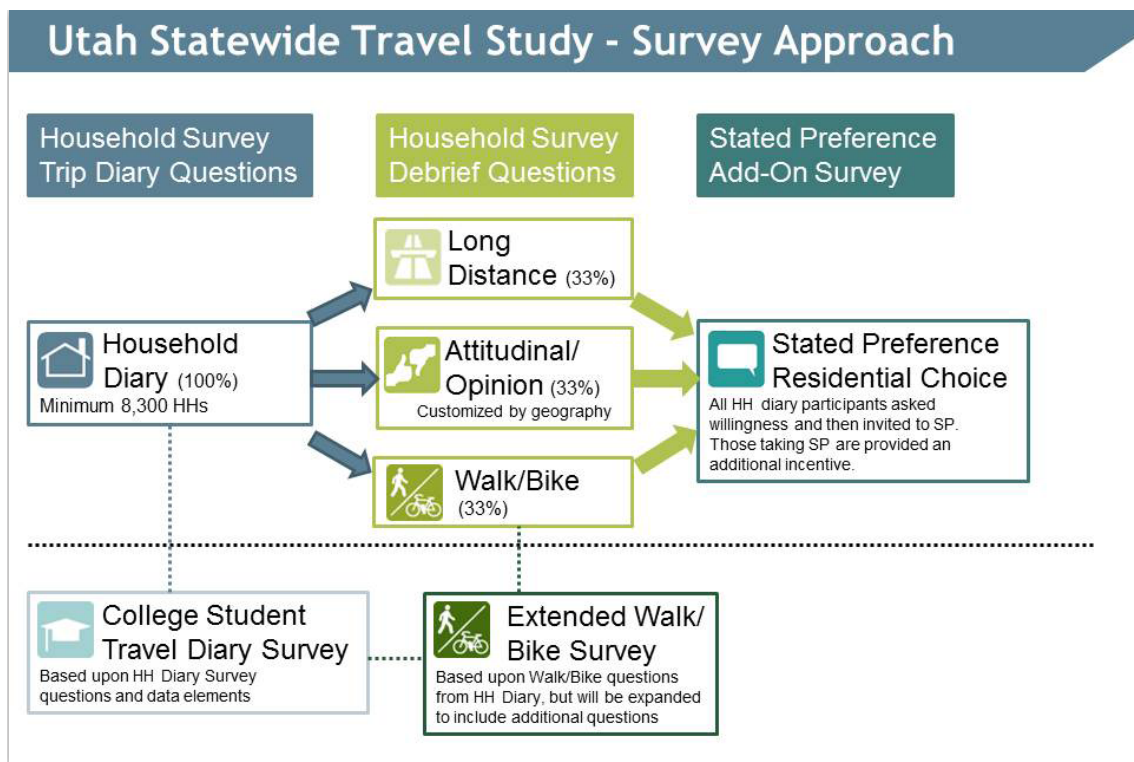 Utah Statewide Travel Study - Survey Approach
Household Survey
Trip Diary Questions
Household Survey
Debrief Questions
Stated Preference
Add-On Survey
Long
Distance (33%)
Household
Diary (100%)
Minimum 8,300 HHs
Attitudinal/
Opinion (33%)
Customized by geography
Walk/Bike
(33%)
Stated Preference
Residential Choice
All HH diary participants asked
willingness and then invited to SP.
Those taking SP are provided an
additional incentive.
College Student
Travel Diary Survey
Based upon HH Diary Survey
questions and data elements
Extended Walk/
Bike Survey
Based upon Walk/Bike questions
from HH Diary, but will be expanded
to include additional questions